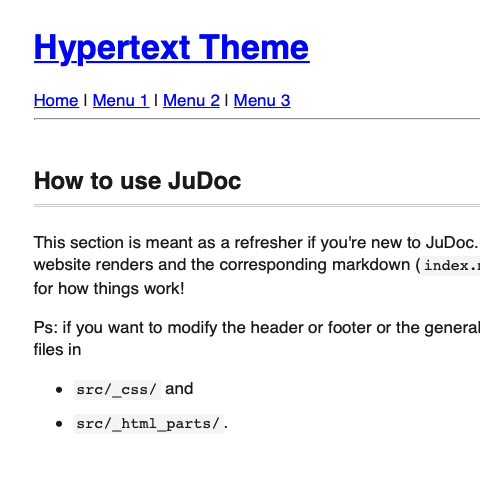 Hypertext Theme
Home | Menu 1 | Menu 2 | Menu 3
How to use JuDoc
This section is meant as a refresher if you're new to JuDoc.
website renders and the corresponding markdown (
for how things work!
Ps: if you want to modify the header or footer or the general
files in
src/_css/ and
src/_html_parts/.